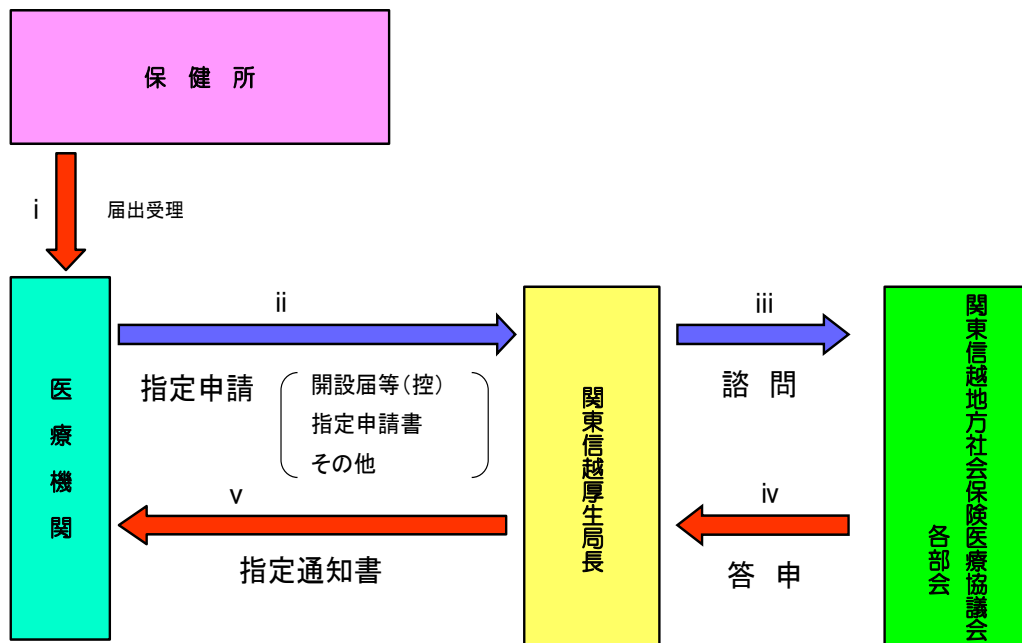 保 健 所
i
届出受理
医療機関
ii
指定申請
開設届等(控)
指定申請書
その他
v
指定通知書
関東信越厚生局長
iii
諮 問
iv
答 申
関東信越地方社会保険医療協議会
各部会